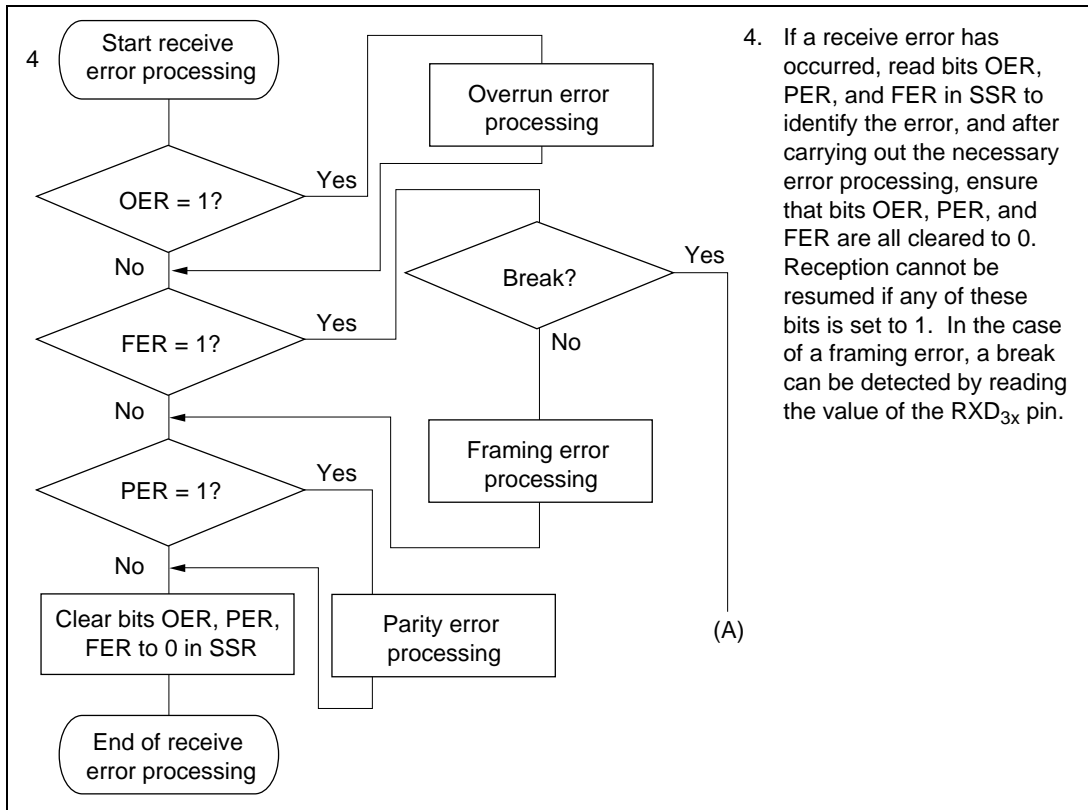 4
Start receive
error processing
OER = 1?
Yes
Overrun error
processing
No
FER = 1?
Yes
Break?
Yes
No
No
Framing error
processing
PER = 1?
Yes
No
Clear bits OER, PER,
FER to 0 in SSR
Parity error
processing
(A)
End of receive
error processing
4. If a receive error has
occurred, read bits OER,
PER, and FER in SSR to
identify the error, and after
carrying out the necessary
error processing, ensure
that bits OER, PER, and
FER are all cleared to 0.
Reception cannot be
resumed if any of these
bits is set to 1. In the case
of a framing error, a break
can be detected by reading
the value of the RXD3x pin.